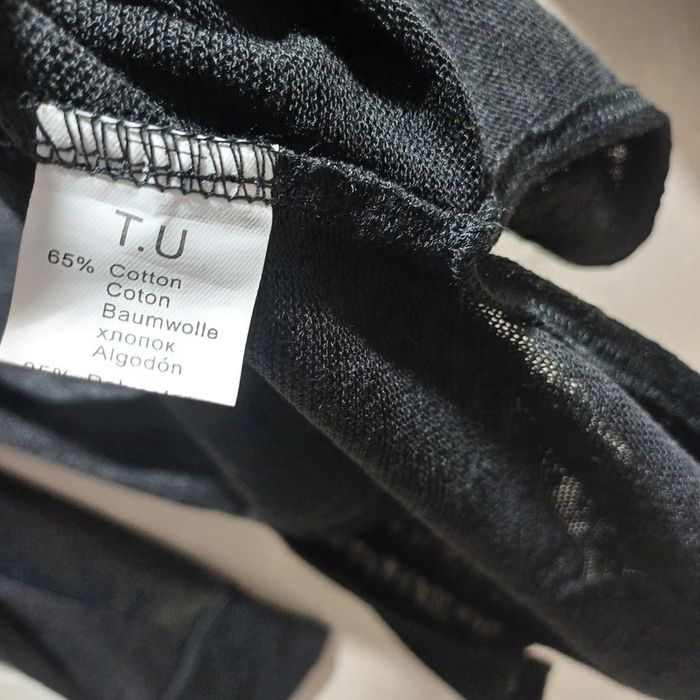 T.U
65% Cotton
Coton
Baumwolle
хлопок
Algodón